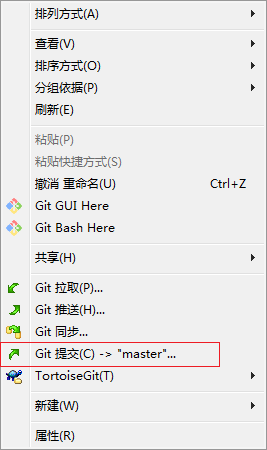 排列方式(A)
查看(V)
排序方式(O)
分组依据(P)
刷新(E)
粘贴(P)
粘贴快捷方式(S)
撤消 重命名(U) Ctrl+Z
Git GUI Here
Git Bash Here
共享(H)
Git 拉取(P)...
Git 推送(H)...
Git 同步...
Git 提交(C) -> "master"...
TortoiseGit(T)
新建(W)
属性(R)